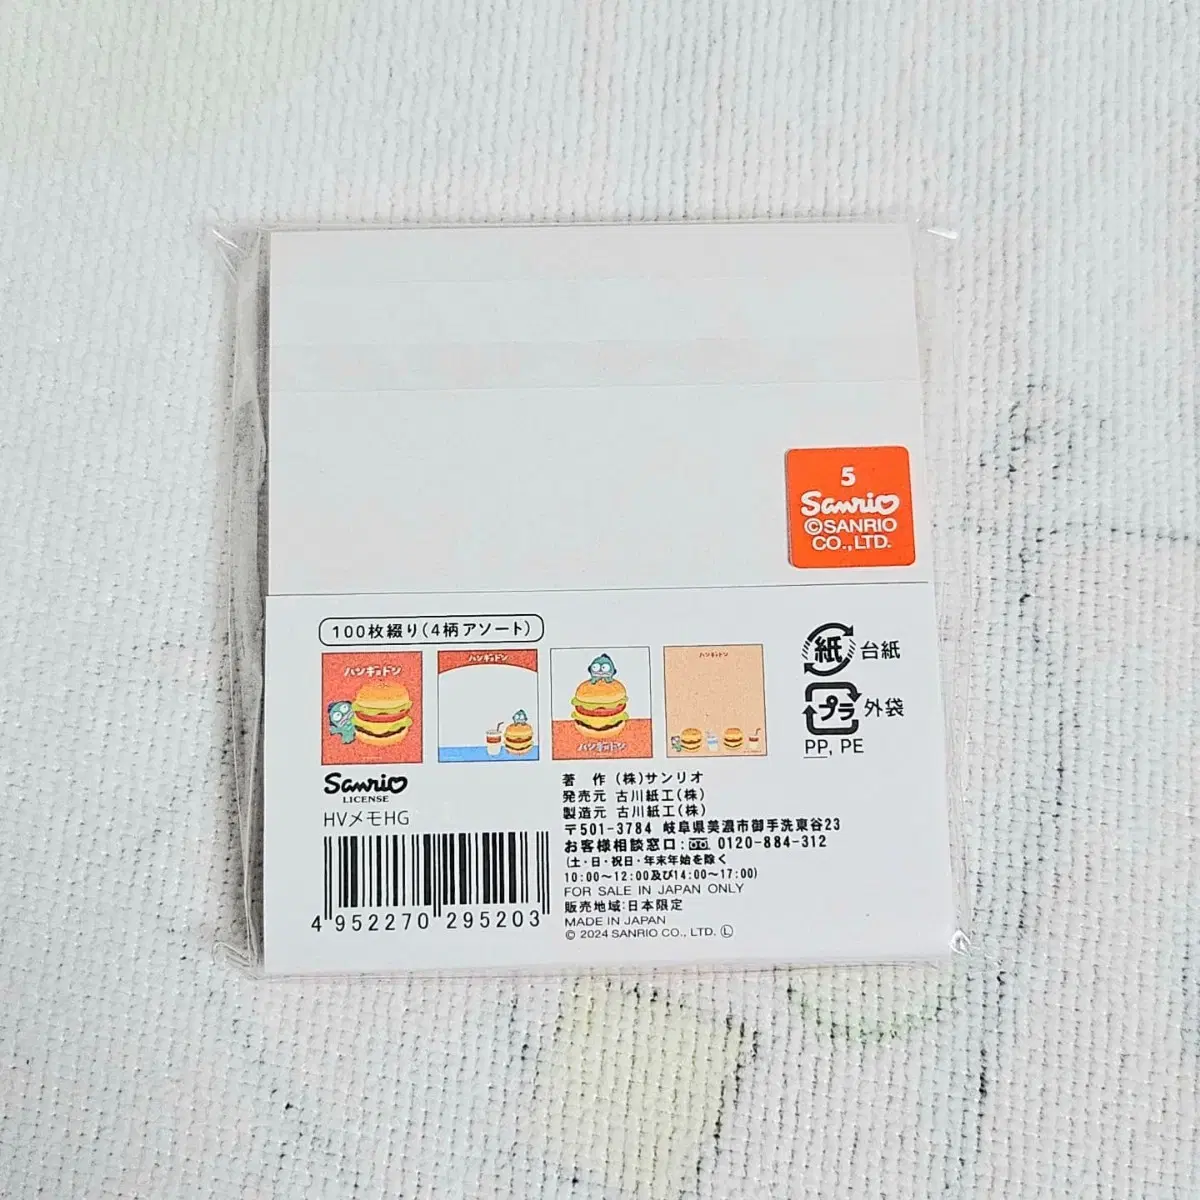 5
Sanrio
©SANRIO
CO.,LTD.
100枚綴り(4柄アソート)
ハンギョドン
ハンギョドン
ハンギョドン
ハンギョドン
紙 台紙
プラ 外袋
PP, PE
Sanrio
LICENSE
HVメモHG
4 952270 295203
著 作 (株)サンリオ
発売元 古川紙工(株)
製造元 古川紙工(株)
〒501-3784 岐阜県美濃市御手洗東谷23
お客様相談窓口: 0120-884-312
(土・日・祝日・年末年始を除く
10:00~12:00及び14:00~17:00)
FOR SALE IN JAPAN ONLY
販売地域:日本限定
MADE IN JAPAN
© 2024 SANRIO CO., LTD. Ⓛ